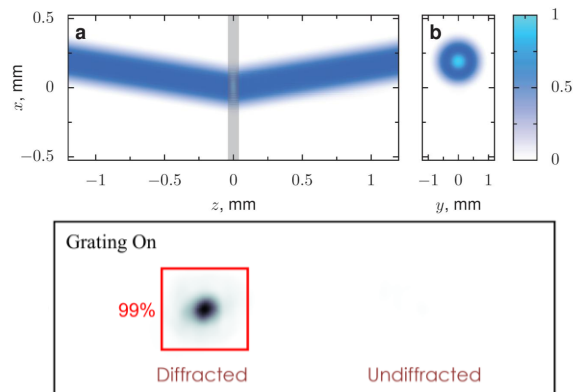 a
b
0.5
0
−0.5
x, mm
−1
−0.5
0
0.5
1
z, mm
−1
0
1
y, mm
1
0.5
0
Grating On
99%
Diffracted
Undiffracted